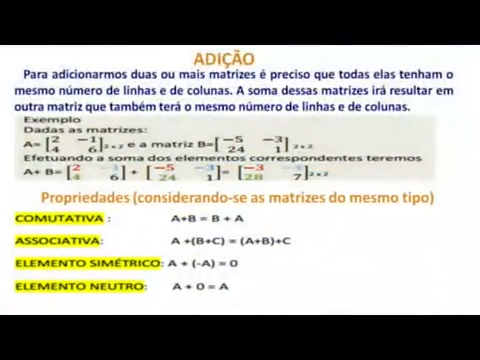 ADIÇÃO
Para adicionarmos duas ou mais matrizes é preciso que todas elas tenham o
mesmo número de linhas e de colunas. A soma dessas matrizes irá resultar em
outra matriz que também terá o mesmo número de linhas e de colunas.
Exemplo
Dadas as matrizes:
A= [2 −1
4 6] 2×2 e a matriz B= [−5 −3
24 1] 2×2
Efetuando a soma dos elementos correspondentes teremos
A+ B= [2 −1
4 6] + [−5 −3
24 1] = [−3
28 7] 2×2
Propriedades (considerando-se as matrizes do mesmo tipo)
COMUTATIVA : A+B = B + A
ASSOCIATIVA: A +(B+C) = (A+B)+C
ELEMENTO SIMÉTRICO: A + (-A) = 0
ELEMENTO NEUTRO: A + 0 = A